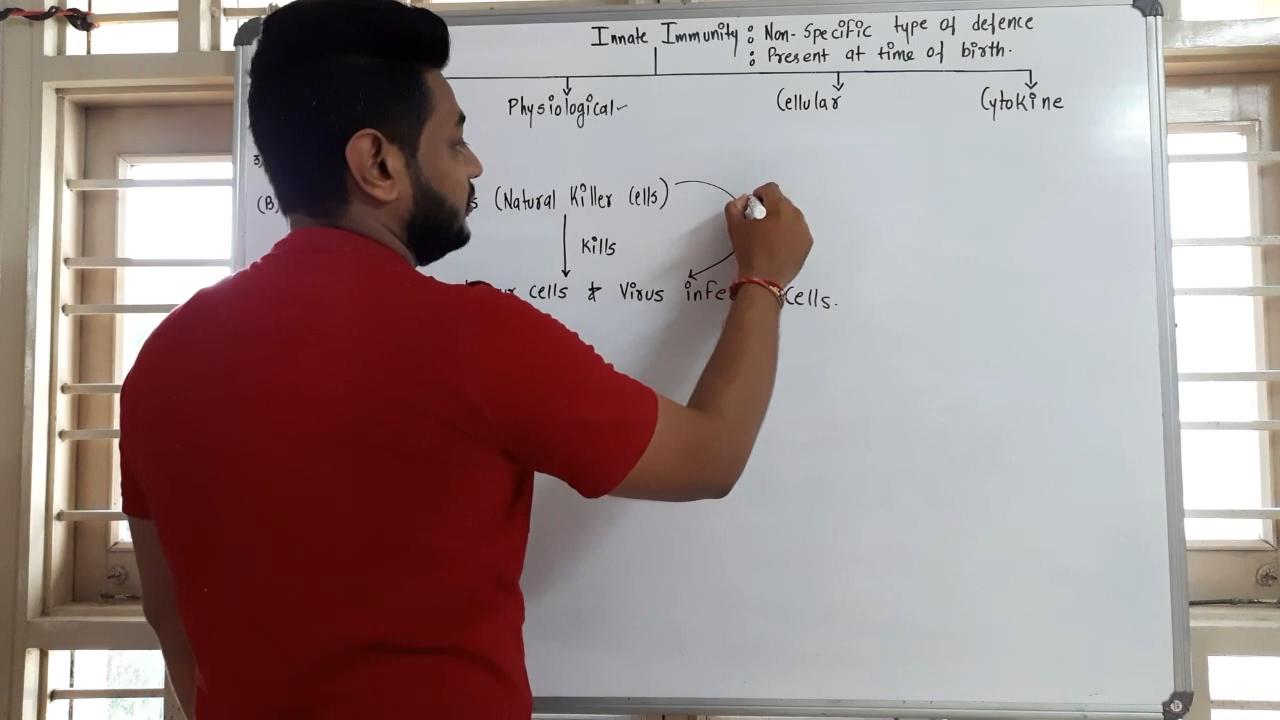 Innate Immunity : Non-Specific type of defence
: Present at time of birth.
Physiological Cellular Cytokine
(B) (Natural Killer Cells)
Kills
cells & Virus Cells.